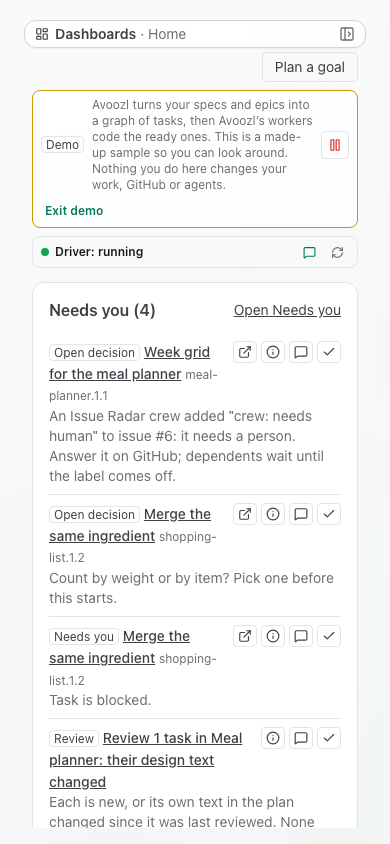 Dashboards · Home
Plan a goal
Demo
Avoozl turns your specs and epics into
a graph of tasks, then Avoozl's workers
code the ready ones. This is a made-
up sample so you can look around.
Nothing you do here changes your
work, GitHub or agents.
Exit demo
Driver: running
Needs you (4)
Open Needs you
Open decision Week grid
for the meal planner meal-
planner.1.1
An Issue Radar crew added "crew: needs
human" to issue #6: it needs a person.
Answer it on GitHub; dependents wait until
the label comes off.
Open decision Merge the
same ingredient shopping-
list.1.2
Count by weight or by item? Pick one before
this starts.
Needs you Merge the
same ingredient shopping-
list.1.2
Task is blocked.
Review Review 1 task in Meal
planner: their design text
changed
Each is new, or its own text in the plan
changed since it was last reviewed. None